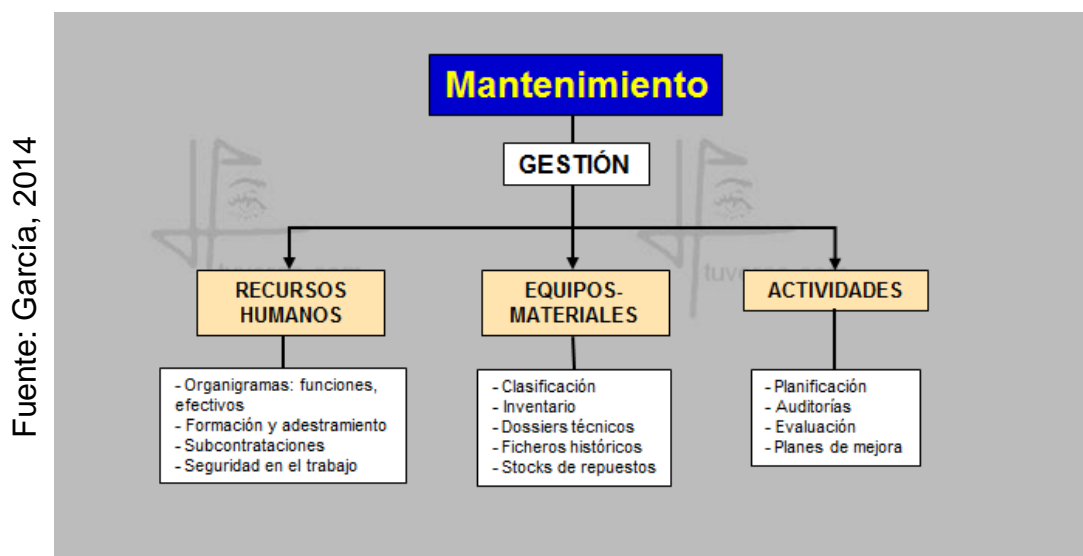 Fuente: García, 2014
Mantenimiento
GESTIÓN
RECURSOS
HUMANOS
- Organigramas: funciones,
efectivos
- Formación y adestramiento
- Subcontrataciones
- Seguridad en el trabajo
EQUIPOS-
MATERIALES
- Clasificación
- Inventario
- Dossiers técnicos
- Ficheros históricos
- Stocks de repuestos
ACTIVIDADES
- Planificación
- Auditorías
- Evaluación
- Planes de mejora